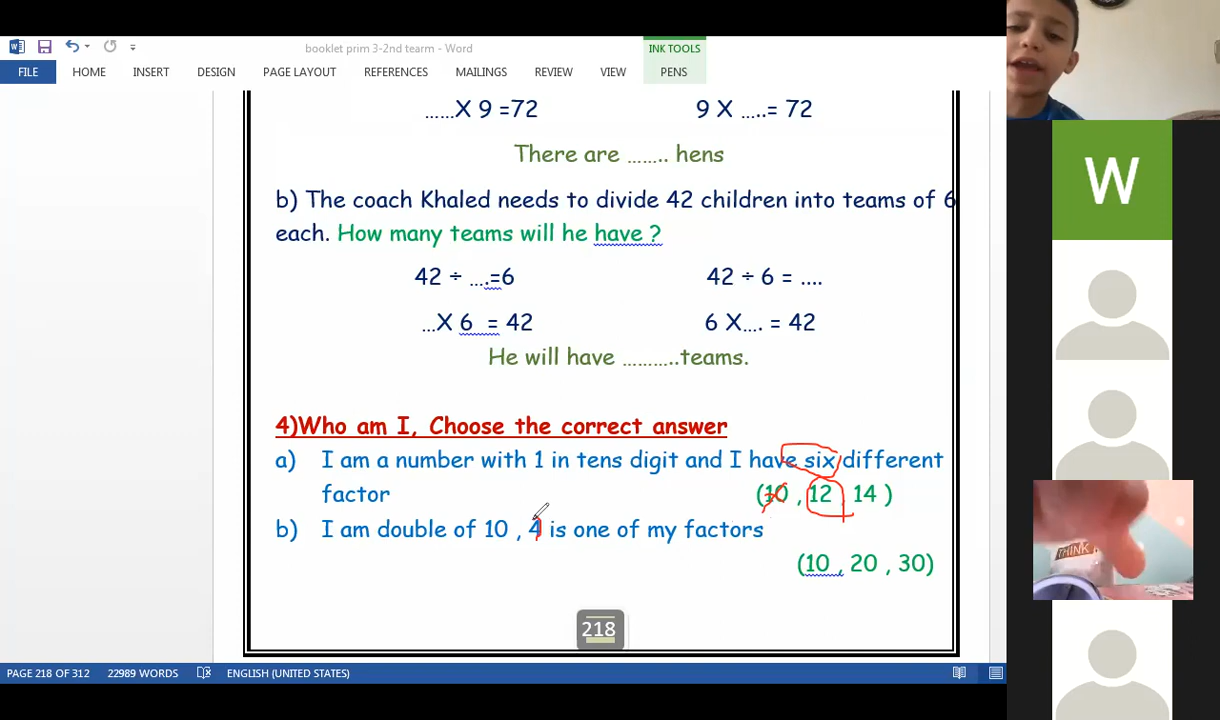 booklet prim 3-2nd tearm - Word
INK TOOLS
FILE HOME INSERT DESIGN PAGE LAYOUT REFERENCES MAILINGS REVIEW VIEW PENS
......X 9 =72 9 X .....= 72
There are ........ hens
b) The coach Khaled needs to divide 42 children into teams of 6
each. How many teams will he have ?
42 ÷ ....=6 42 ÷ 6 = ....
...X 6 = 42 6 X.... = 42
He will have ...........teams.
4)Who am I, Choose the correct answer
a) I am a number with 1 in tens digit and I have six different
factor (10 , 12 , 14 )
b) I am double of 10 , 4 is one of my factors
(10 , 20 , 30)
218
PAGE 218 OF 312 22989 WORDS ENGLISH (UNITED STATES)
W
THINK